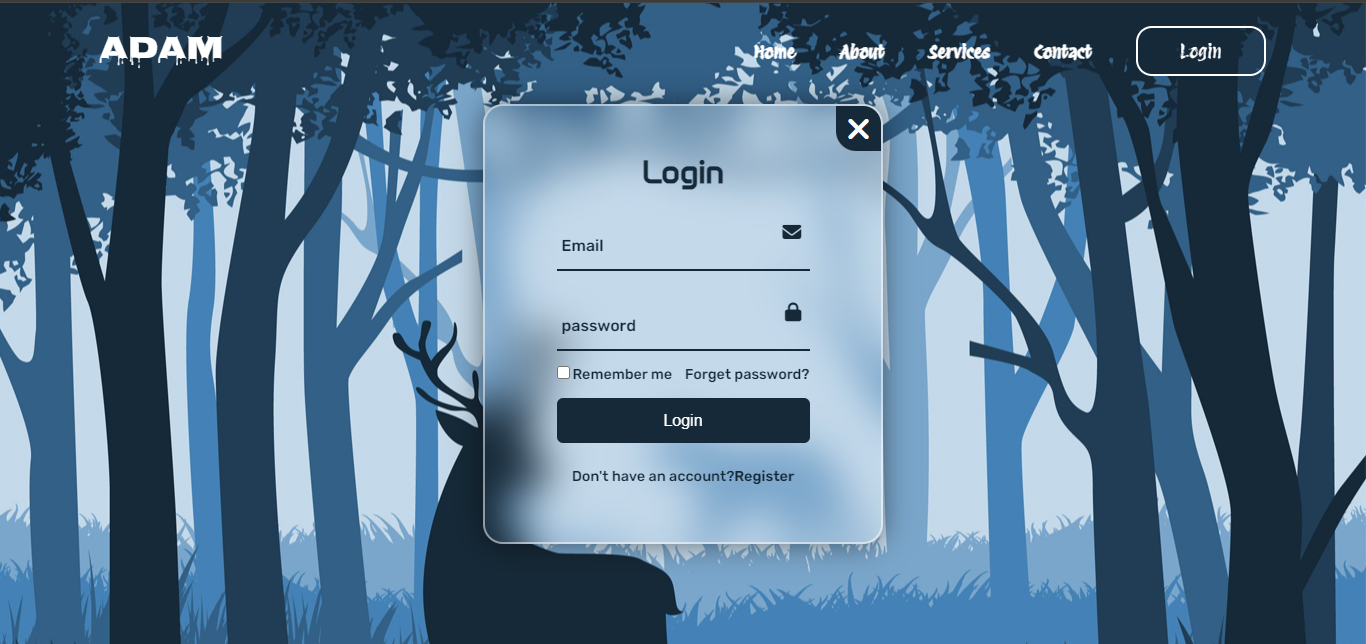 ADAM
Home About Services Contact Login
Login
Email
password
Remember me Forget password?
Login
Don't have an account?Register